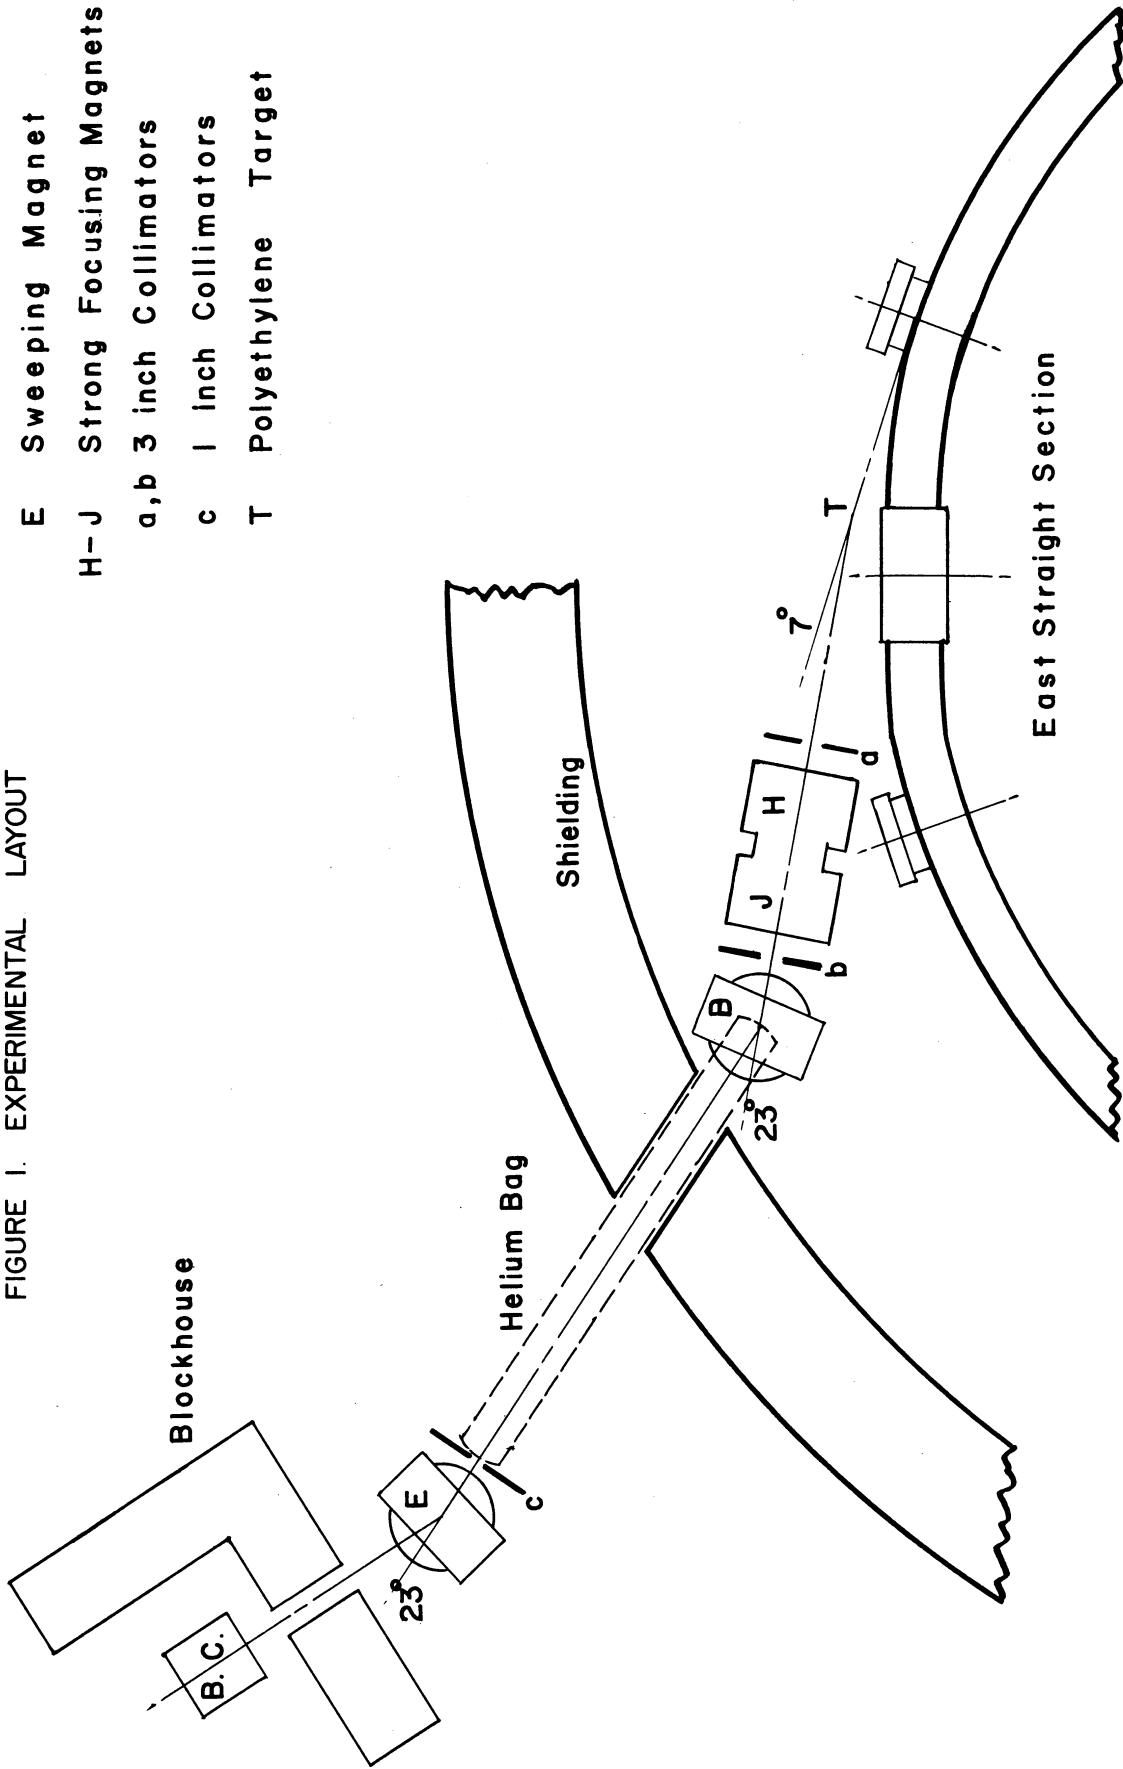 FIGURE 1. EXPERIMENTAL LAYOUT
E Sweeping Magnet
H-J Strong Focusing Magnets
a,b 3 inch Collimators
c 1 inch Collimators
T Polyethylene Target
Blockhouse
B. C.
23°
E
c
Helium Bag
Shielding
23°
B
b
J
H
a
7°
T
East Straight Section